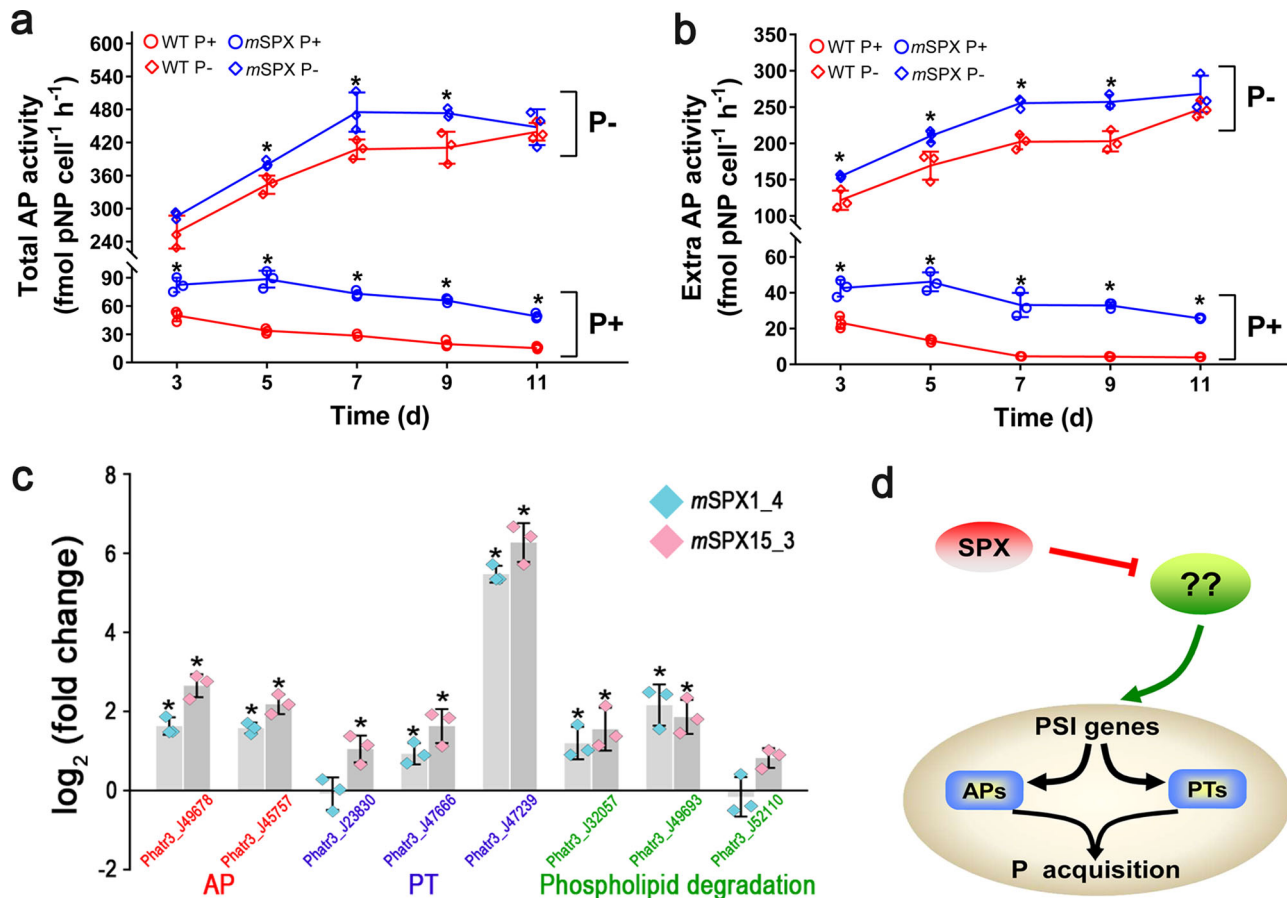 a
Total AP activity
(fmol pNP cell⁻¹ h⁻¹)
600
540
480
420
360
300
240
90
60
30
0
WT P+
mSPX P+
WT P-
mSPX P-
*
*
*
P-
*
*
*
*
*
P+
3
5
7
9
11
Time (d)
b
Extra AP activity
(fmol pNP cell⁻¹ h⁻¹)
350
300
250
200
150
100
60
40
20
0
WT P+
mSPX P+
WT P-
mSPX P-
*
*
*
*
P-
*
*
*
*
*
P+
3
5
7
9
11
Time (d)
c
log₂ (fold change)
8
6
4
2
0
-2
mSPX1_4
mSPX15_3
*
*
*
*
*
*
*
*
*
*
*
*
*
Phatr3_J49678
Phatr3_J45757
Phatr3_J23830
Phatr3_J47666
Phatr3_J47239
Phatr3_J32057
Phatr3_J49693
Phatr3_J52110
AP
PT
Phospholipid degradation
d
SPX
??
PSI genes
APs
PTs
P acquisition